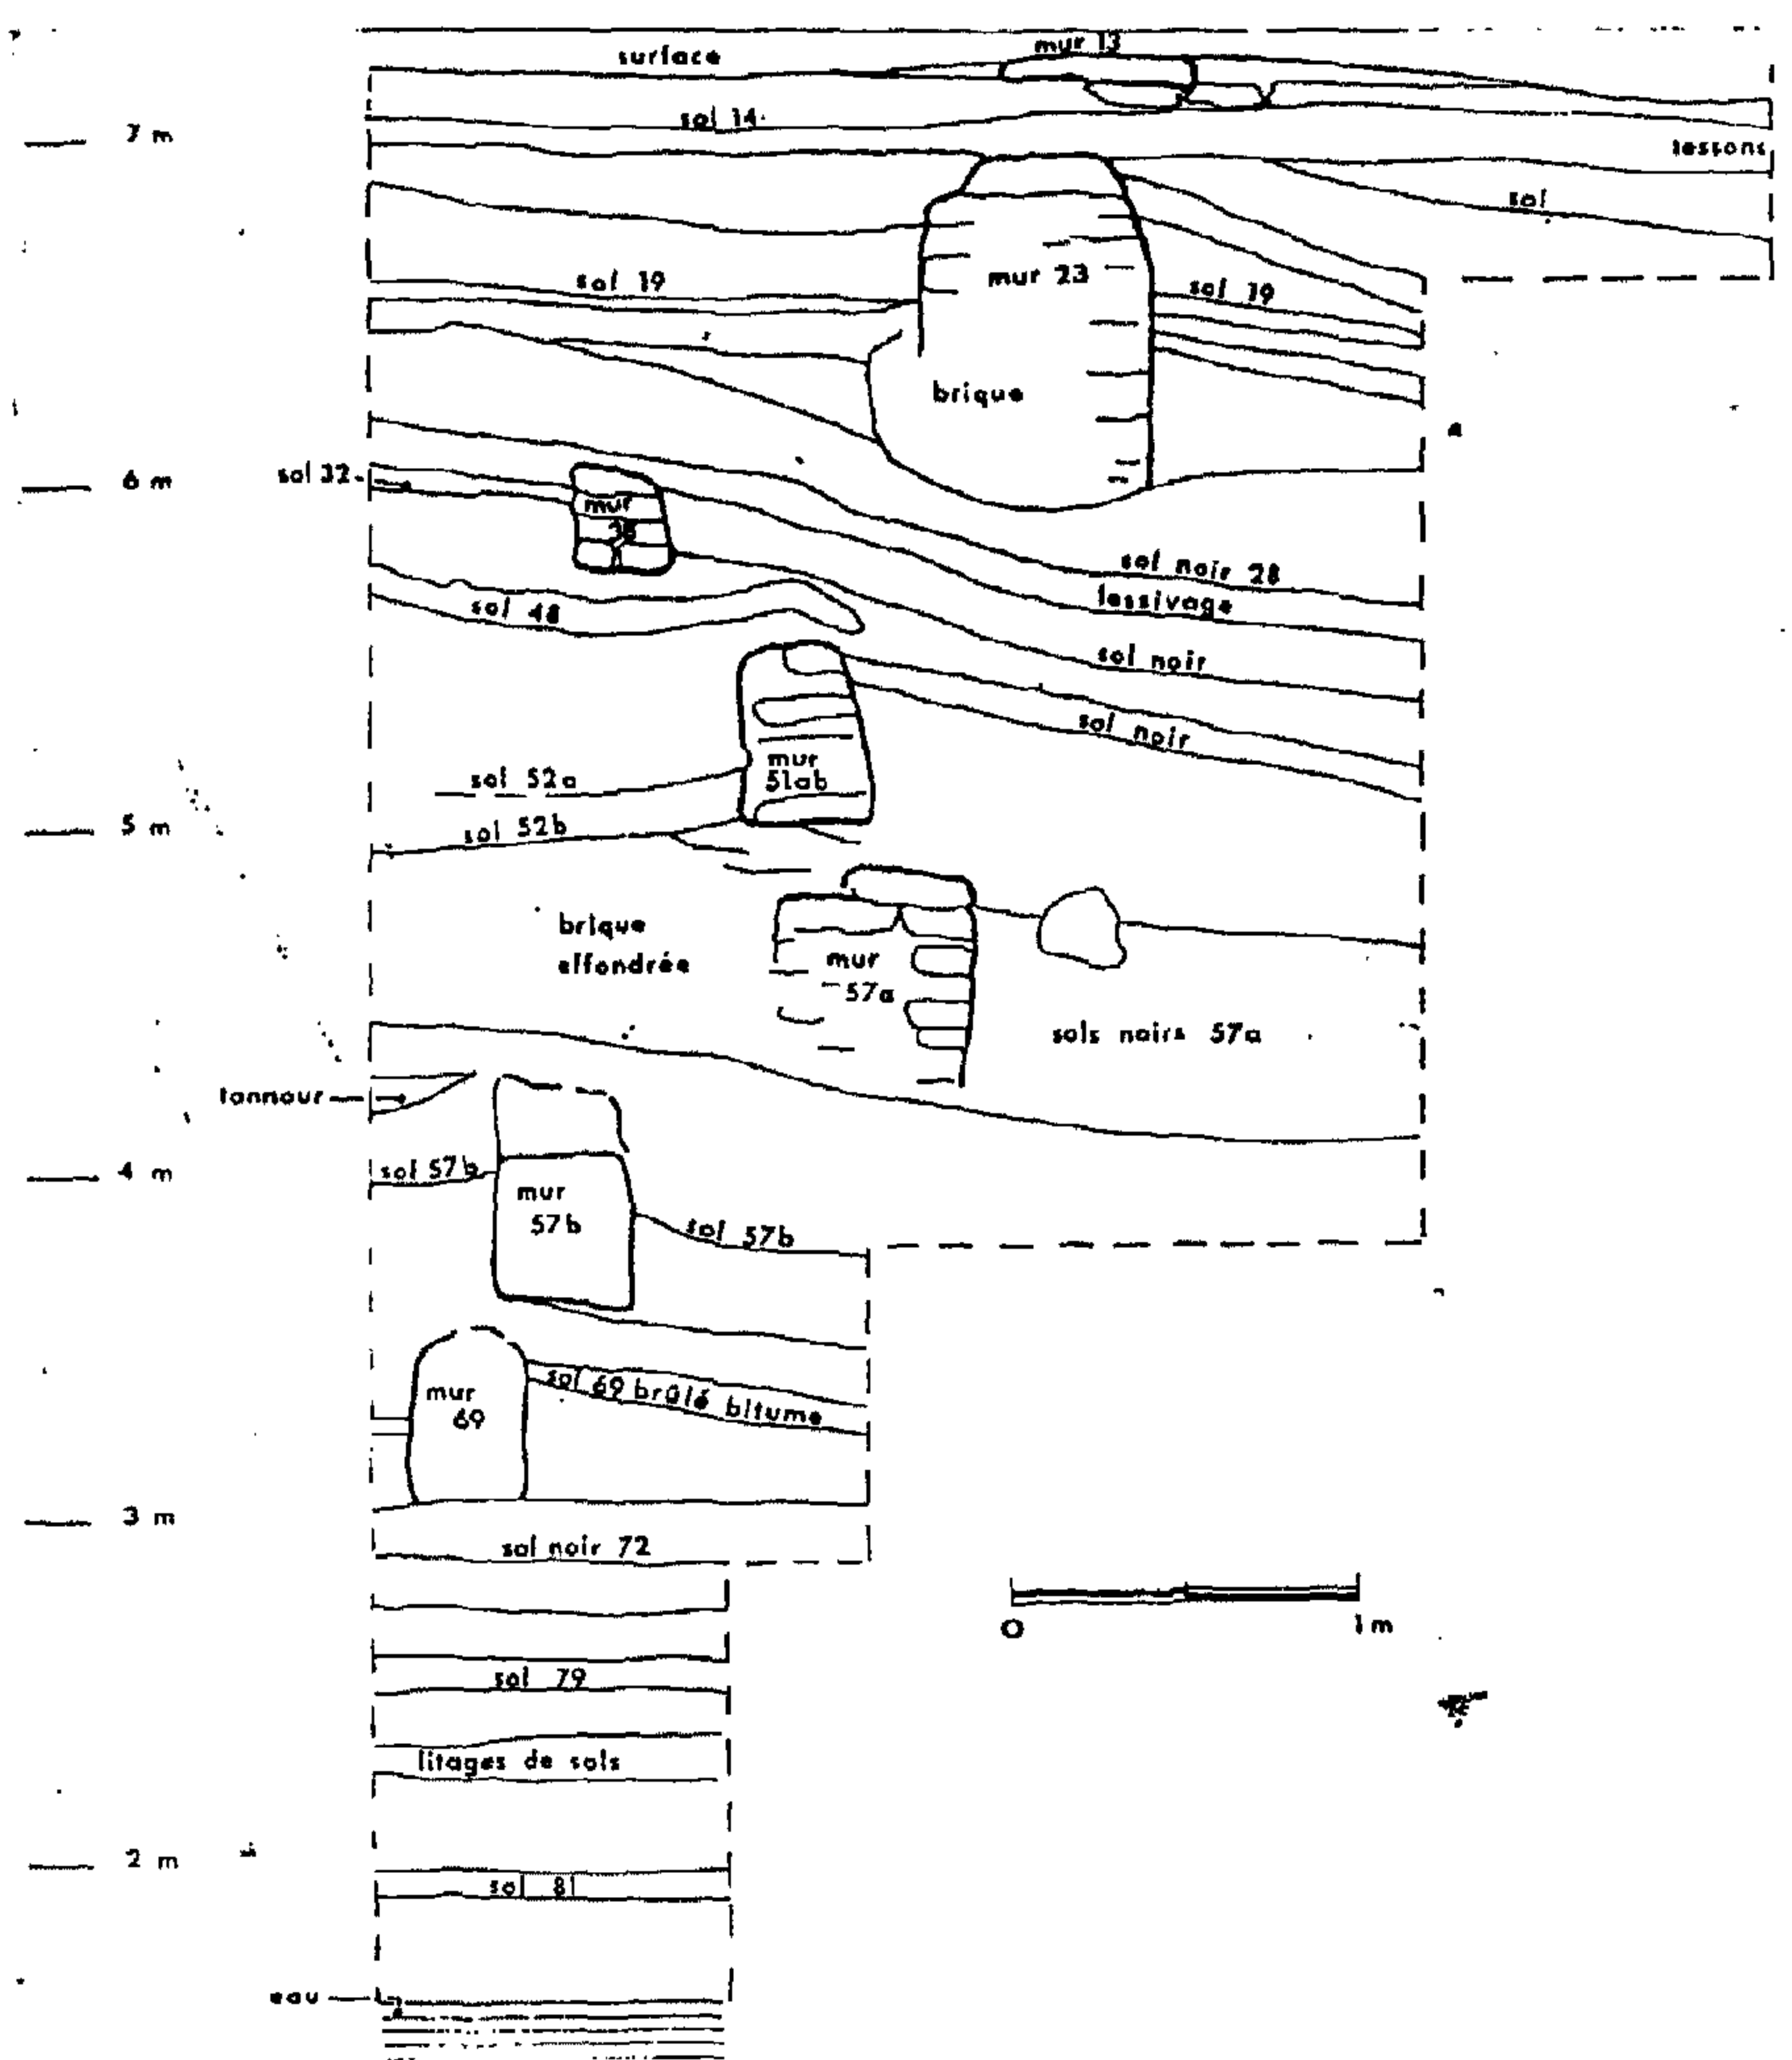 mur 13
surface
sol 14
7 m
tessons
sol
mur 23
sol 19
sol 19
brique
6 m
sol 32
mur
sol noir 28
lessivage
sol 48
sol noir
sol noir
mur
51ab
sol 52a
5 m
sol 52b
brique
effondrée
mur
57a
sols noirs 57a
tannour
4 m
sol 57b
mur
57b
sol 57b
sol 69 brûlé bitume
mur
69
3 m
sol noir 72
0
1 m
sol 79
litages de sols
2 m
sol 81
eau